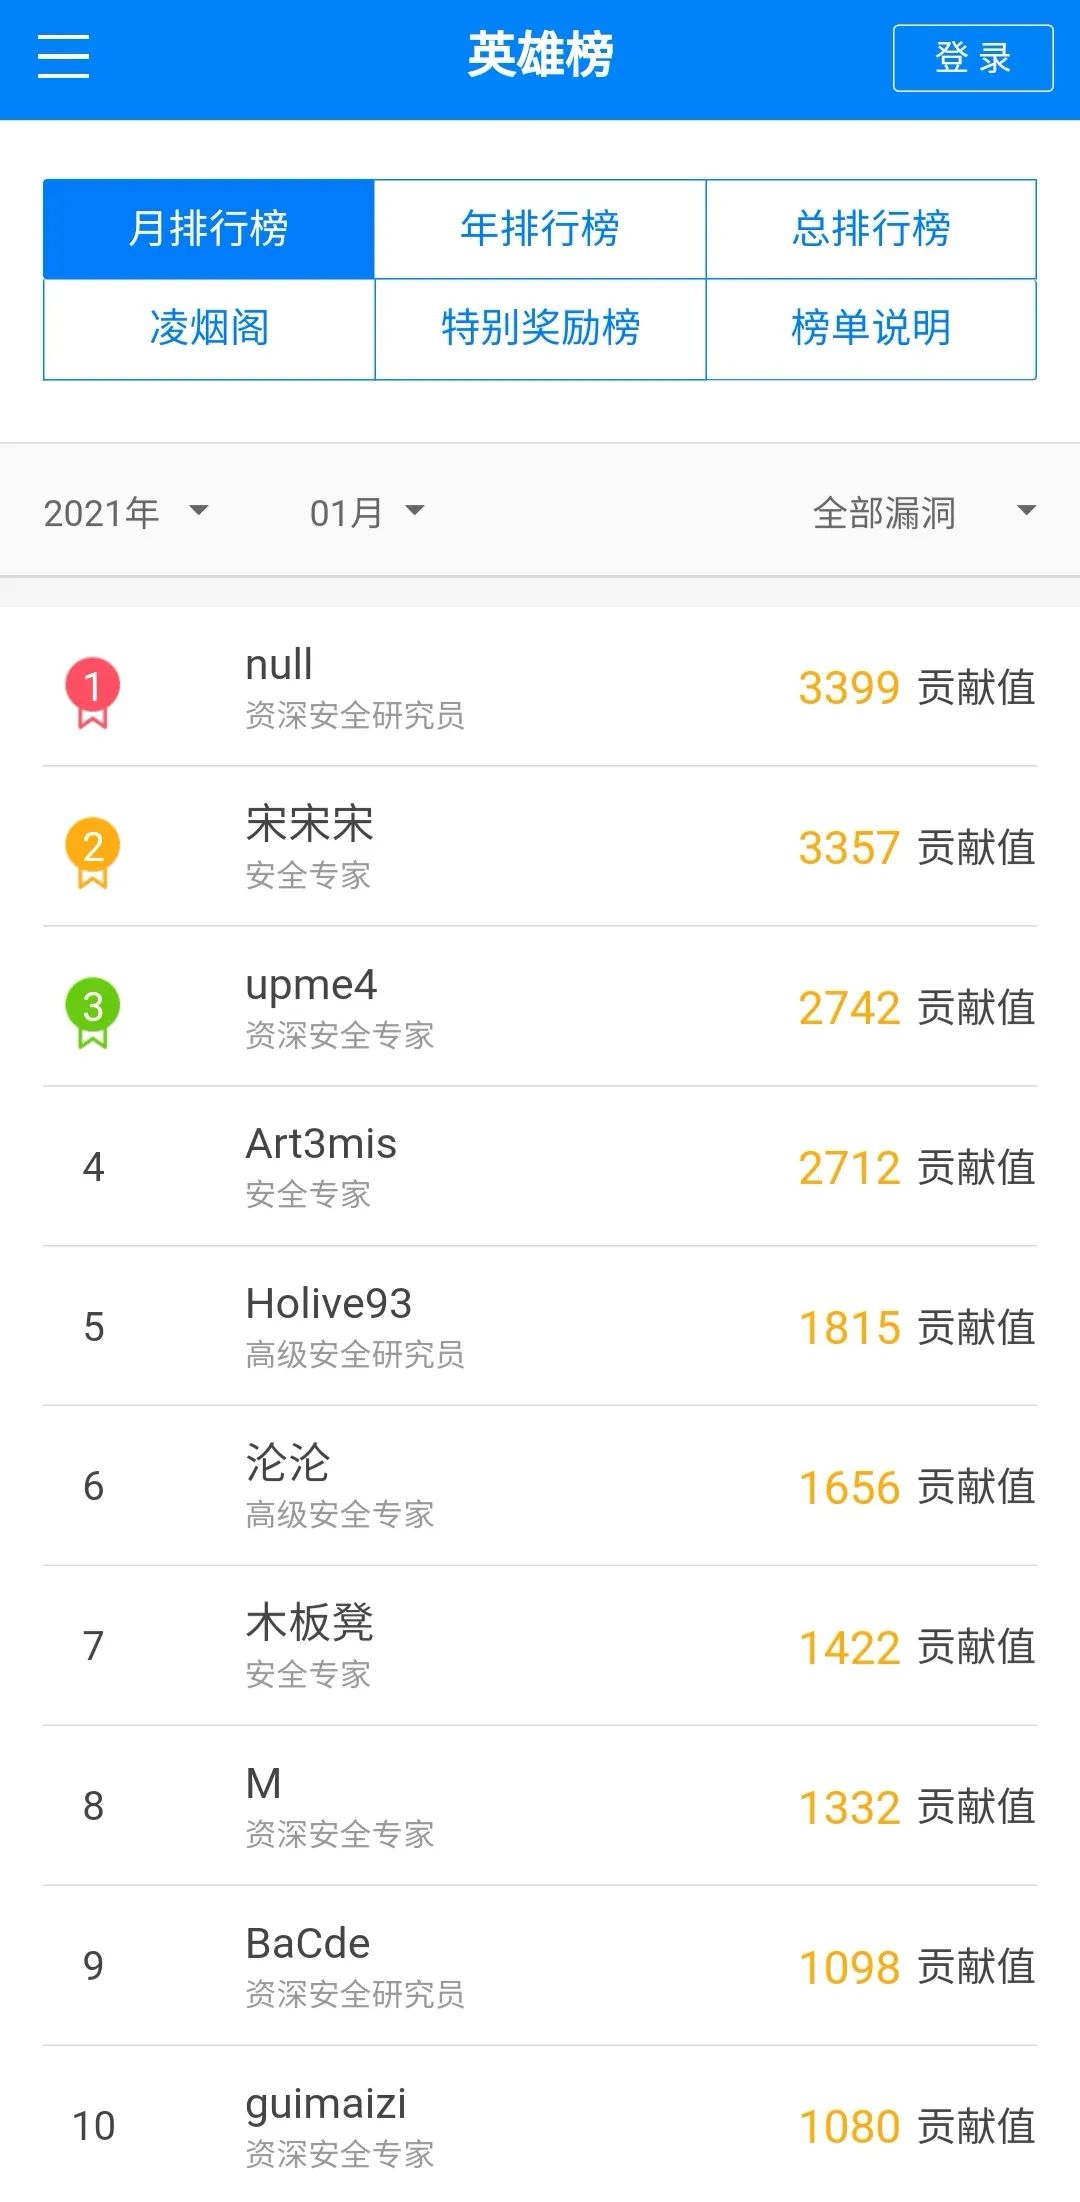 英雄榜
登 录
月排行榜 年排行榜 总排行榜
凌烟阁 特别奖励榜 榜单说明
2021年 01月 全部漏洞
1 null 3399 贡献值
资深安全研究员
2 宋宋宋 3357 贡献值
安全专家
3 upme4 2742 贡献值
资深安全专家
4 Art3mis 2712 贡献值
安全专家
5 Holive93 1815 贡献值
高级安全研究员
6 沦沦 1656 贡献值
高级安全专家
7 木板凳 1422 贡献值
安全专家
8 M 1332 贡献值
资深安全专家
9 BaCde 1098 贡献值
资深安全研究员
10 guimaizi 1080 贡献值
资深安全专家